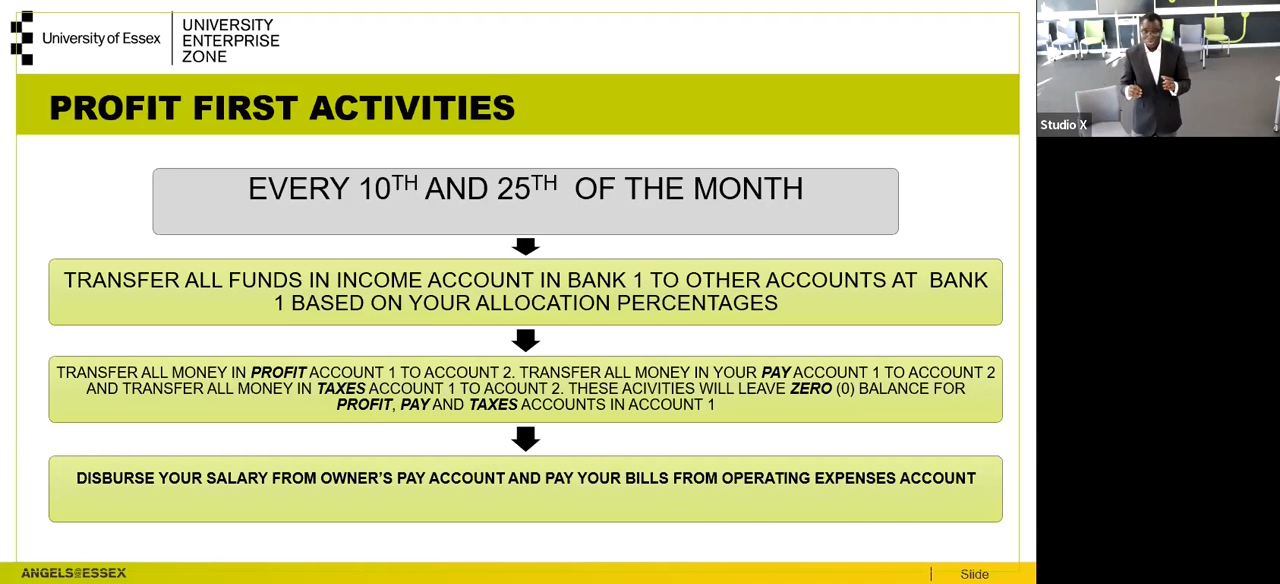 University of Essex
UNIVERSITY
ENTERPRISE
ZONE
PROFIT FIRST ACTIVITIES
EVERY 10TH AND 25TH OF THE MONTH
TRANSFER ALL FUNDS IN INCOME ACCOUNT IN BANK 1 TO OTHER ACCOUNTS AT BANK
1 BASED ON YOUR ALLOCATION PERCENTAGES
TRANSFER ALL MONEY IN PROFIT ACCOUNT 1 TO ACCOUNT 2. TRANSFER ALL MONEY IN YOUR PAY ACCOUNT 1 TO ACCOUNT 2
AND TRANSFER ALL MONEY IN TAXES ACCOUNT 1 TO ACOUNT 2. THESE ACIVITIES WILL LEAVE ZERO (0) BALANCE FOR
PROFIT, PAY AND TAXES ACCOUNTS IN ACCOUNT 1
DISBURSE YOUR SALARY FROM OWNER'S PAY ACCOUNT AND PAY YOUR BILLS FROM OPERATING EXPENSES ACCOUNT
ANGELS@ESSEX
Slide
Studio X